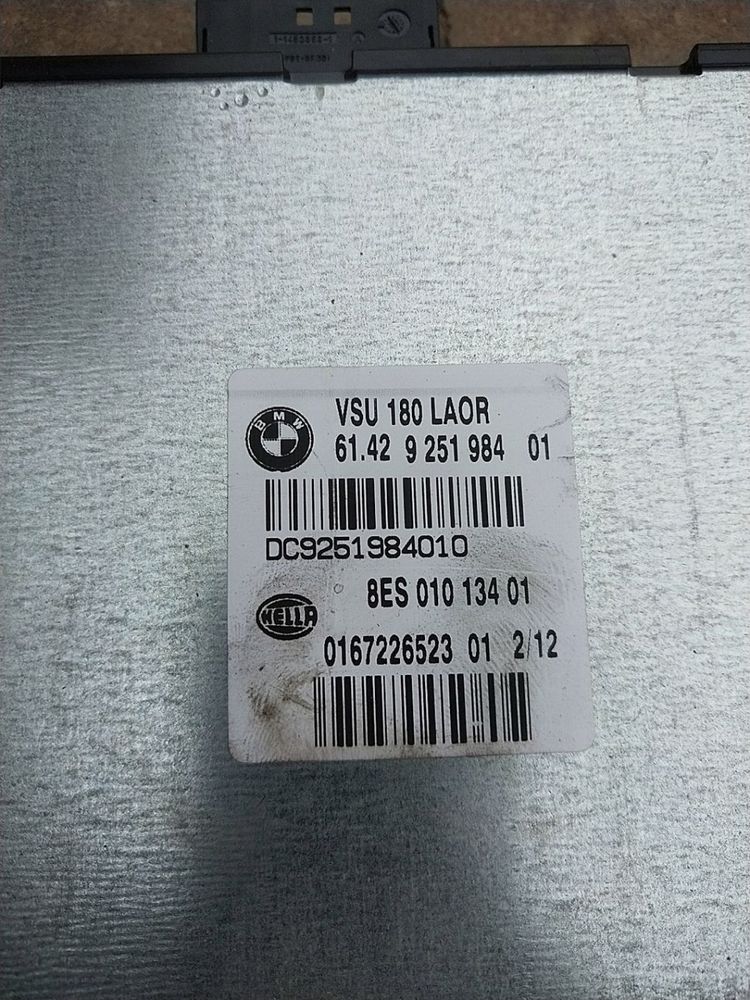 BMW
VSU 180 LAOR
61.42 9 251 984 01
DC9251984010
8ES 010 134 01
HELLA
0167226523 01 2/12